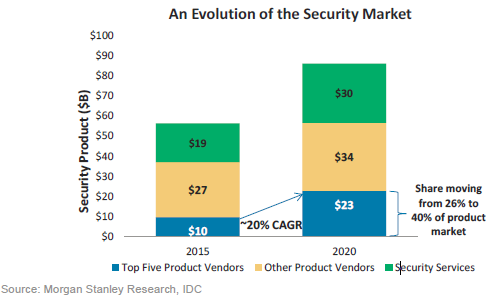 An Evolution of the Security Market
Security Product ($B)
$100
$90
$80
$70
$60
$50
$40
$30
$20
$10
$0
$19
$27
$10
~20% CAGR
$30
$34
$23
Share moving
from 26% to
40% of product
market
2015
2020
Top Five Product Vendors
Other Product Vendors
Security Services
Source: Morgan Stanley Research, IDC